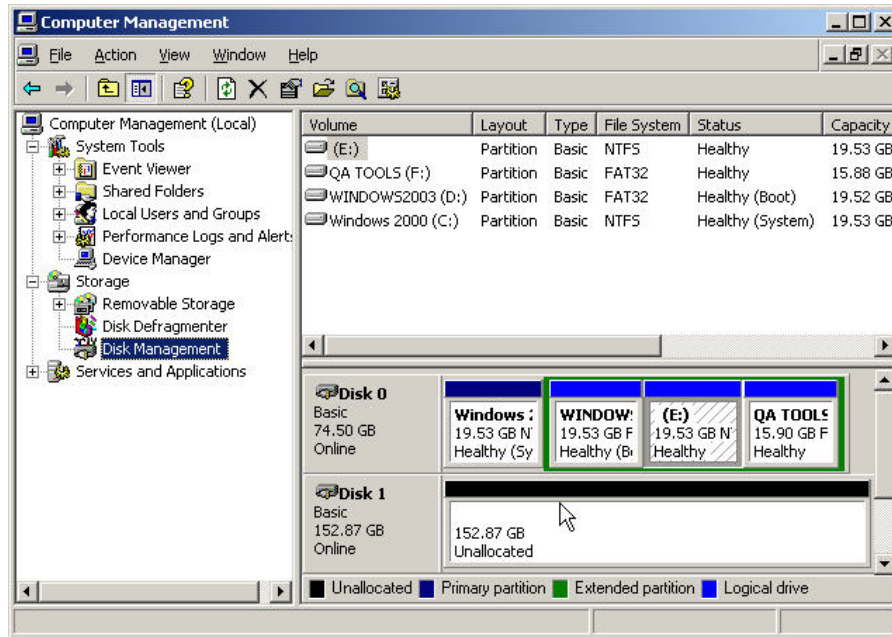 Computer Management
File Action View Window Help
Computer Management (Local)
System Tools
Event Viewer
Shared Folders
Local Users and Groups
Performance Logs and Alert
Device Manager
Storage
Removable Storage
Disk Defragmenter
Disk Management
Services and Applications
Volume Layout Type File System Status Capacity
(E:) Partition Basic NTFS Healthy 19.53 GB
QA TOOLS (F:) Partition Basic FAT32 Healthy 15.88 GB
WINDOWS2003 (D:) Partition Basic FAT32 Healthy (Boot) 19.52 GB
Windows 2000 (C:) Partition Basic NTFS Healthy (System) 19.53 GB
Disk 0
Basic
74.50 GB
Online
Windows
19.53 GB N
Healthy (Sy
WINDOW
19.53 GB F
Healthy (B
(E:)
19.53 GB N
Healthy
QA TOOLS
15.90 GB F
Healthy
Disk 1
Basic
152.87 GB
Online
152.87 GB
Unallocated
Unallocated Primary partition Extended partition Logical drive